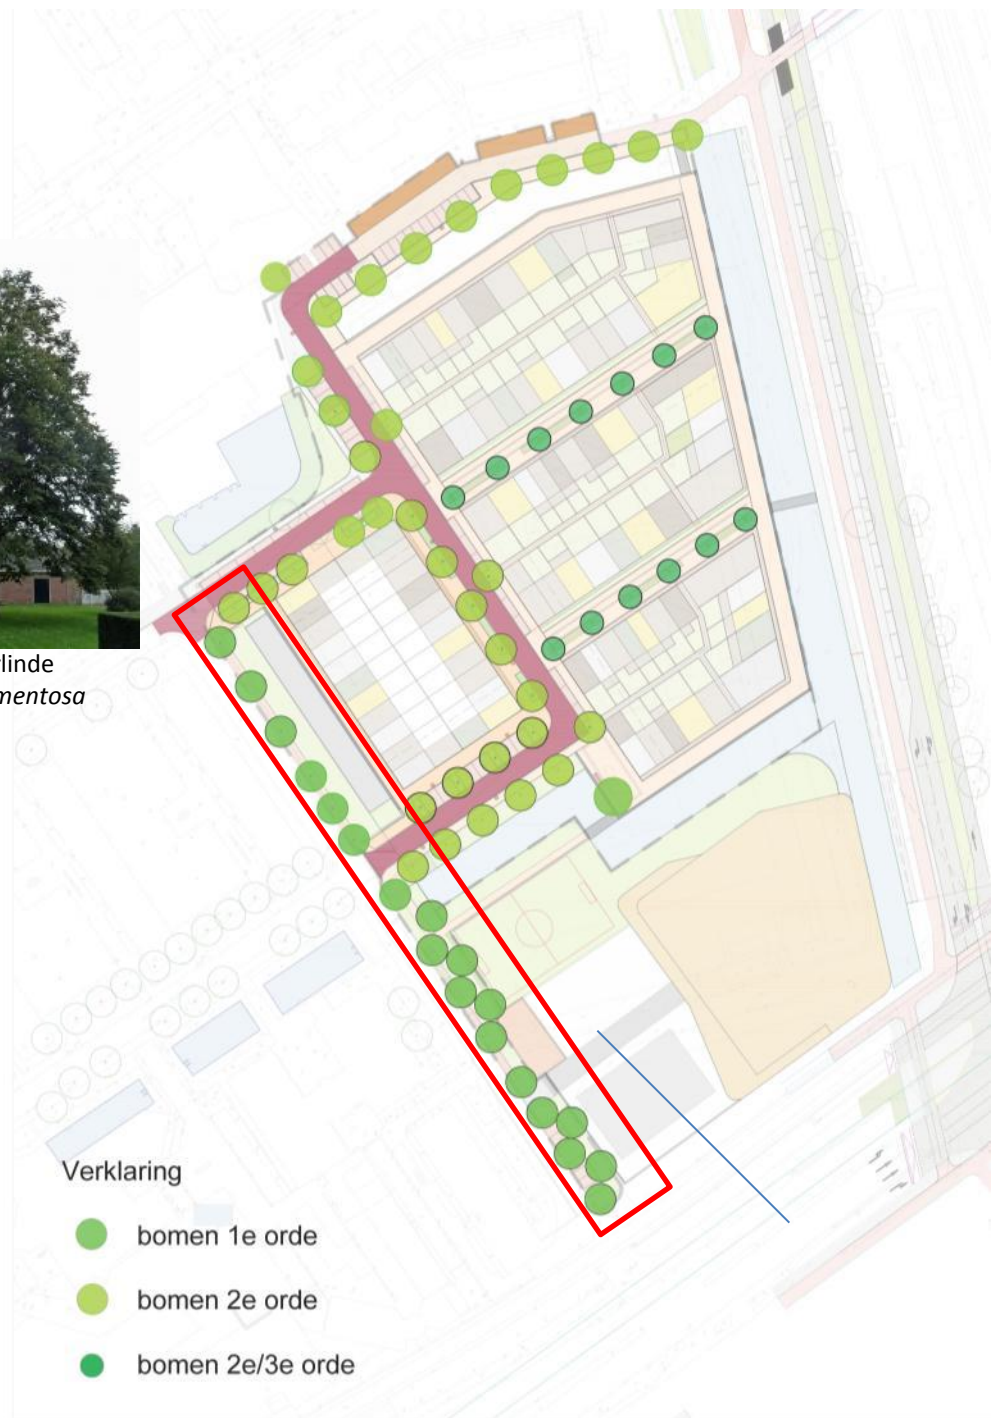 linde
mentosa
Verklaring
bomen 1e orde
bomen 2e orde
bomen 2e/3e orde